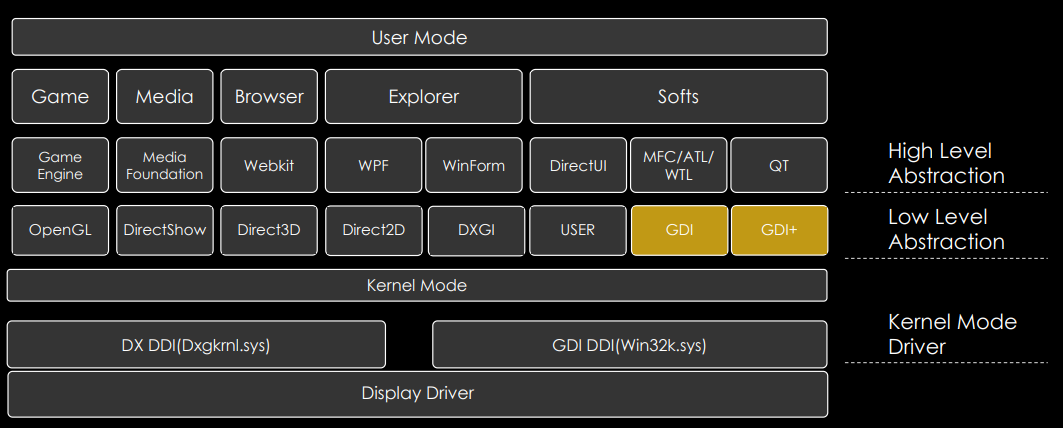 User Mode
Game Media Browser Explorer Softs
Game
Engine
Media
Foundation
Webkit
WPF
WinForm
DirectUI
MFC/ATL/
WTL
QT
High Level
Abstraction
OpenGL DirectShow Direct3D Direct2D DXGI USER GDI GDI+
Low Level
Abstraction
Kernel Mode
DX DDI(Dxgkrnl.sys) GDI DDI(Win32k.sys)
Kernel Mode
Driver
Display Driver